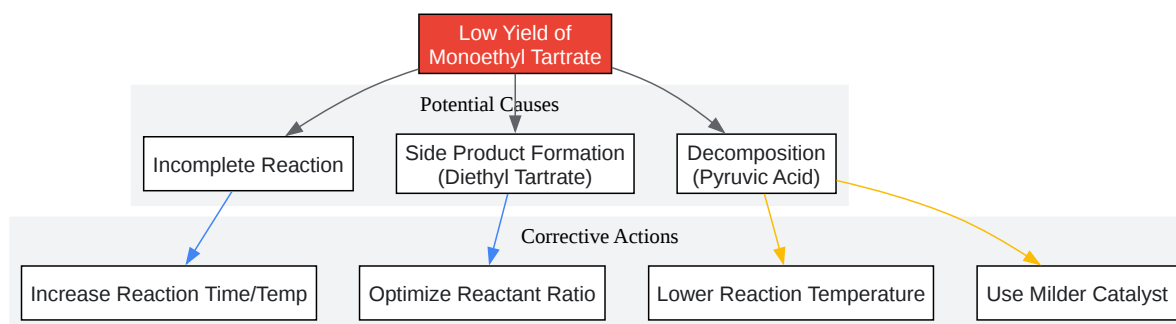 Low Yield of
Monoethyl Tartrate
Potential Causes
Incomplete Reaction
Side Product Formation
(Diethyl Tartrate)
Decomposition
(Pyruvic Acid)
Corrective Actions
Increase Reaction Time/Temp
Optimize Reactant Ratio
Lower Reaction Temperature
Use Milder Catalyst